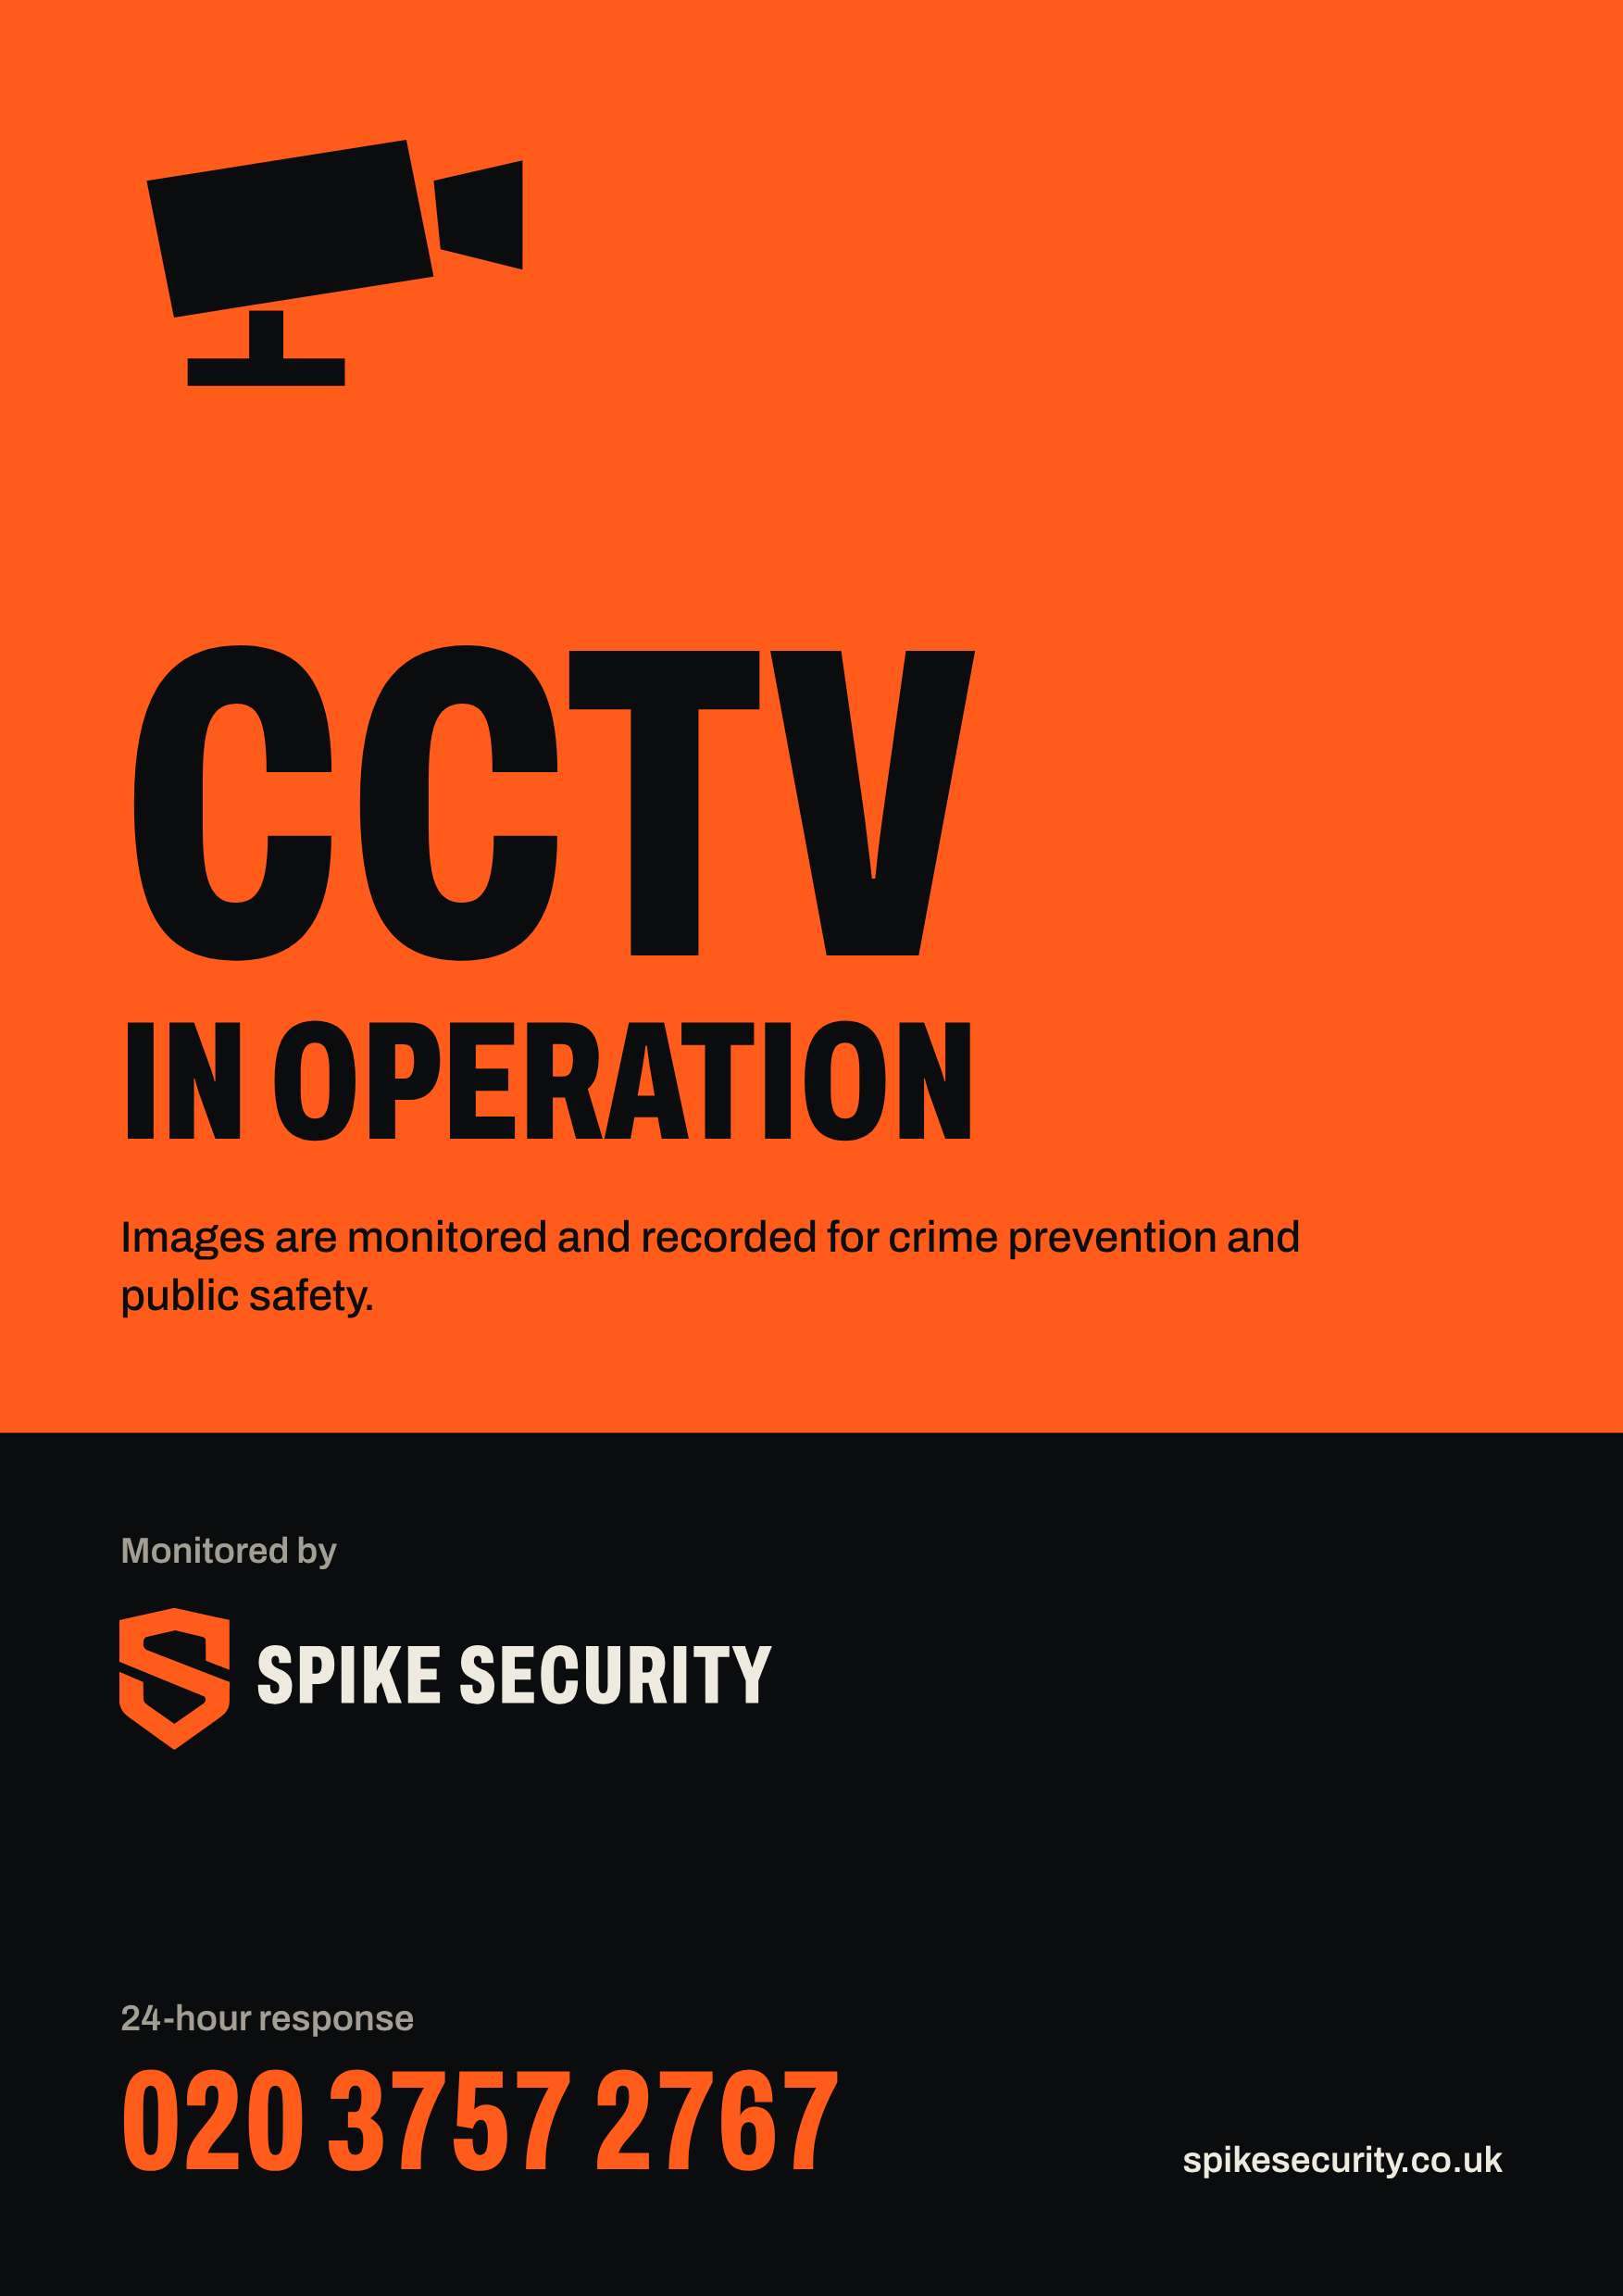 CCTV
IN OPERATION
Images are monitored and recorded for crime prevention and
public safety.
Monitored by
SPIKE SECURITY
24-hour response
020 3757 2767
spikesecurity.co.uk